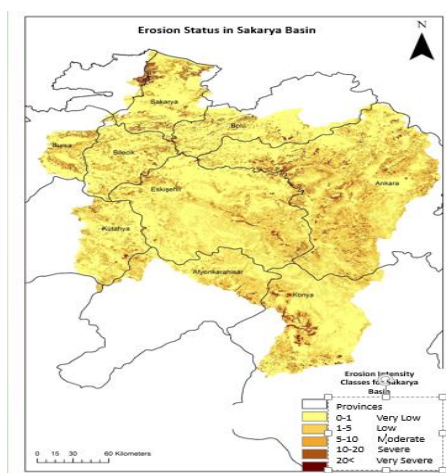 Erosion Status in Sakarya Basin
N
Sakarya
Bolu
Bursa
Bilecik
Ankara
Eskişehir
Kütahya
Afyonkarahisar
Konya
Erosion Intensity
Classes for Sakarya
Basin
Provinces
0-1 Very Low
1-5 Low
5-10 Moderate
10-20 Severe
20< Very Severe
0 15 30 60 Kilometers